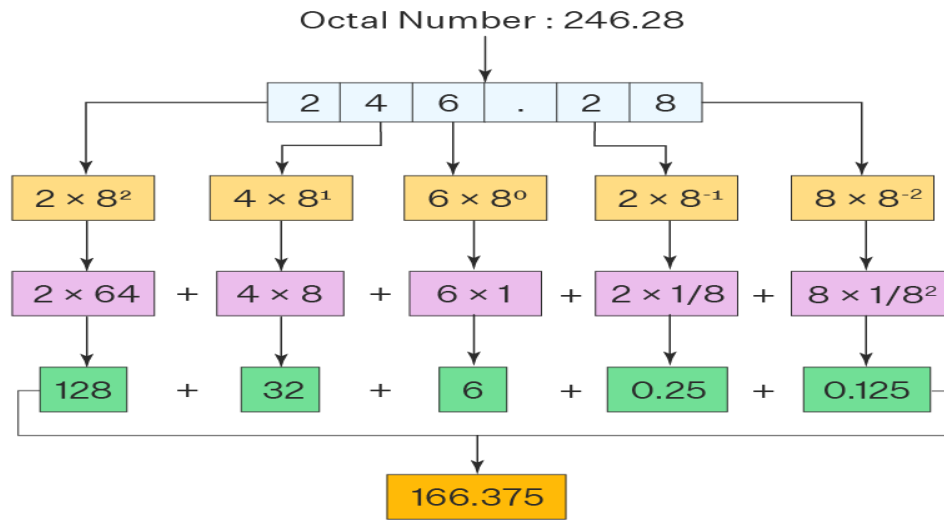 Octal Number : 246.28
2 4 6 . 2 8
2 × 8² 4 × 8¹ 6 × 8⁰ 2 × 8⁻¹ 8 × 8⁻²
2 × 64 + 4 × 8 + 6 × 1 + 2 × 1/8 + 8 × 1/8²
128 + 32 + 6 + 0.25 + 0.125
166.375